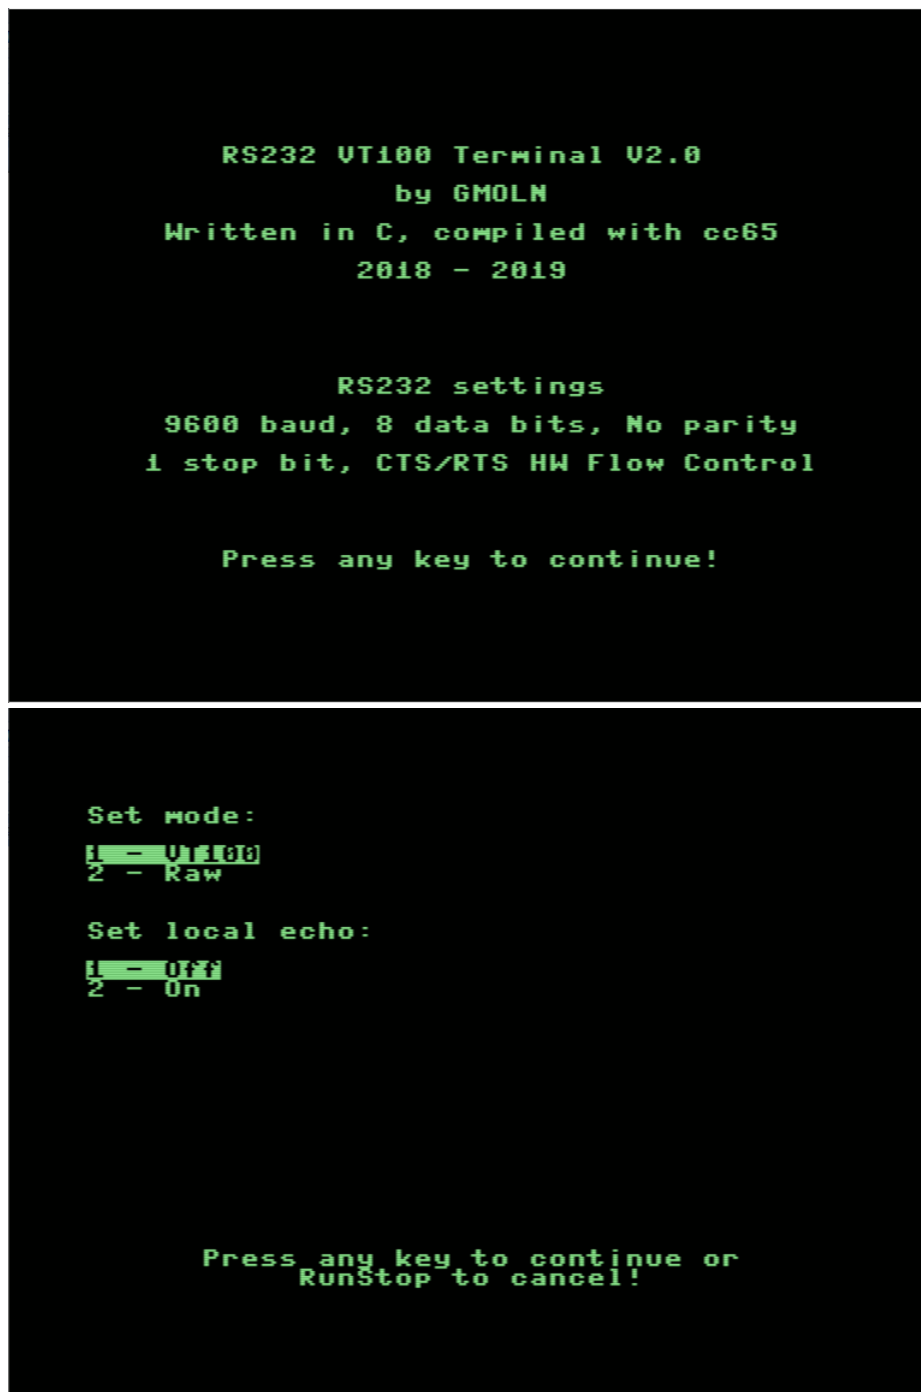 RS232 VT100 Terminal V2.0
by GMOLN
Written in C, compiled with cc65
2018 - 2019
RS232 settings
9600 baud, 8 data bits, No parity
1 stop bit, CTS/RTS HW Flow Control
Press any key to continue!
Set mode:
1 - VT100
2 - Raw
Set local echo:
1 - Off
2 - On
Press any key to continue or
RunStop to cancel!